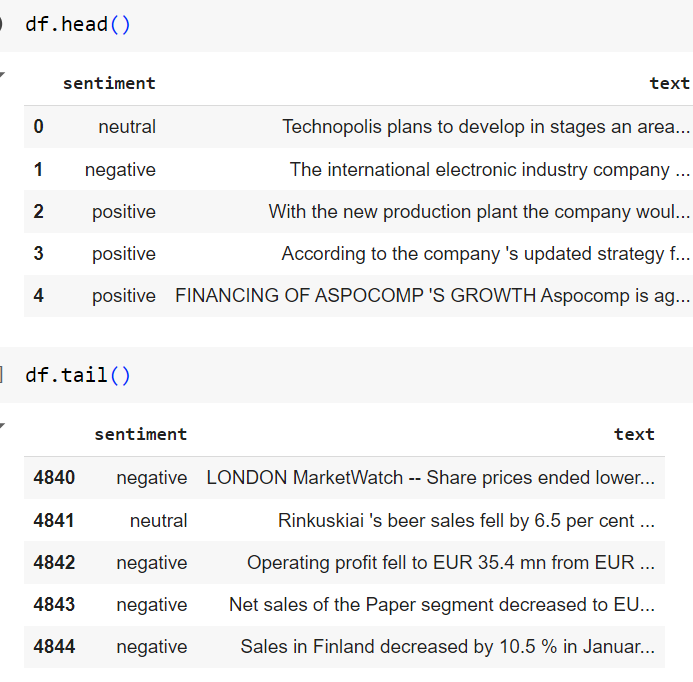 df.head()
sentiment text
0 neutral Technopolis plans to develop in stages an area...
1 negative The international electronic industry company ...
2 positive With the new production plant the company woul...
3 positive According to the company 's updated strategy f...
4 positive FINANCING OF ASPOCOMP 'S GROWTH Aspocomp is ag...
df.tail()
sentiment text
4840 negative LONDON MarketWatch -- Share prices ended lower...
4841 neutral Rinkuskiai 's beer sales fell by 6.5 per cent ...
4842 negative Operating profit fell to EUR 35.4 mn from EUR ...
4843 negative Net sales of the Paper segment decreased to EU...
4844 negative Sales in Finland decreased by 10.5 % in Januar...